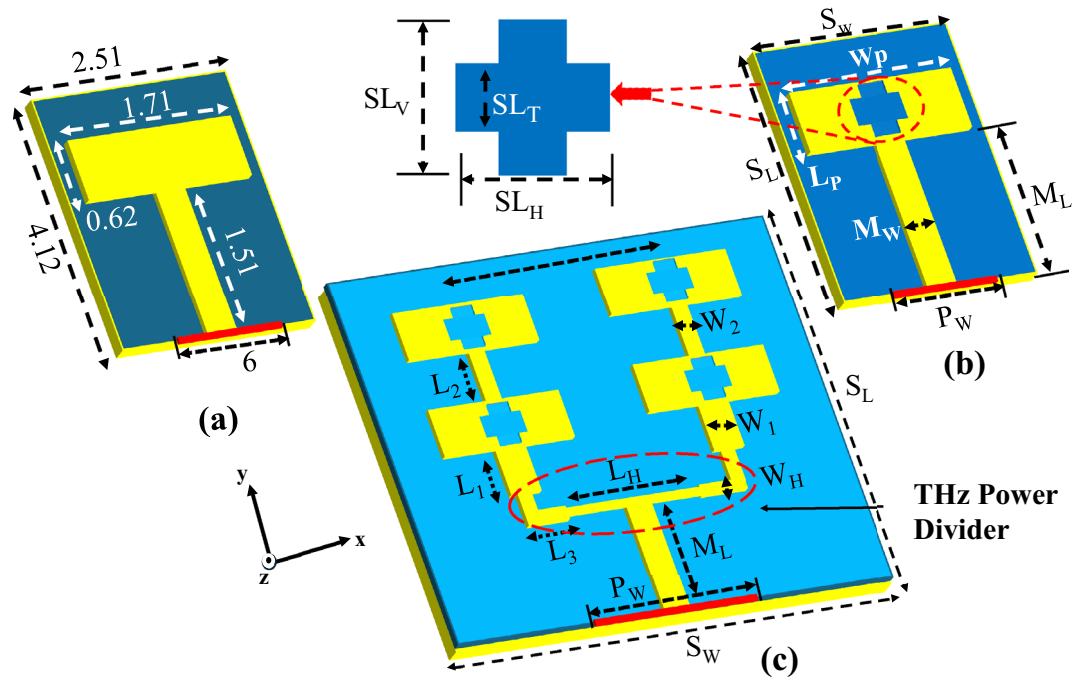 2.51
1.71
0.62
4.12
1.51
6
(a)
SL_V
SL_T
SL_H
S_w
Wp
S_L
L_P
M_W
M_L
P_W
(b)
W_2
L_2
S_L
W_1
L_1
L_H
W_H
L_3
M_L
THz Power
Divider
P_W
S_W
(c)
y
x
z